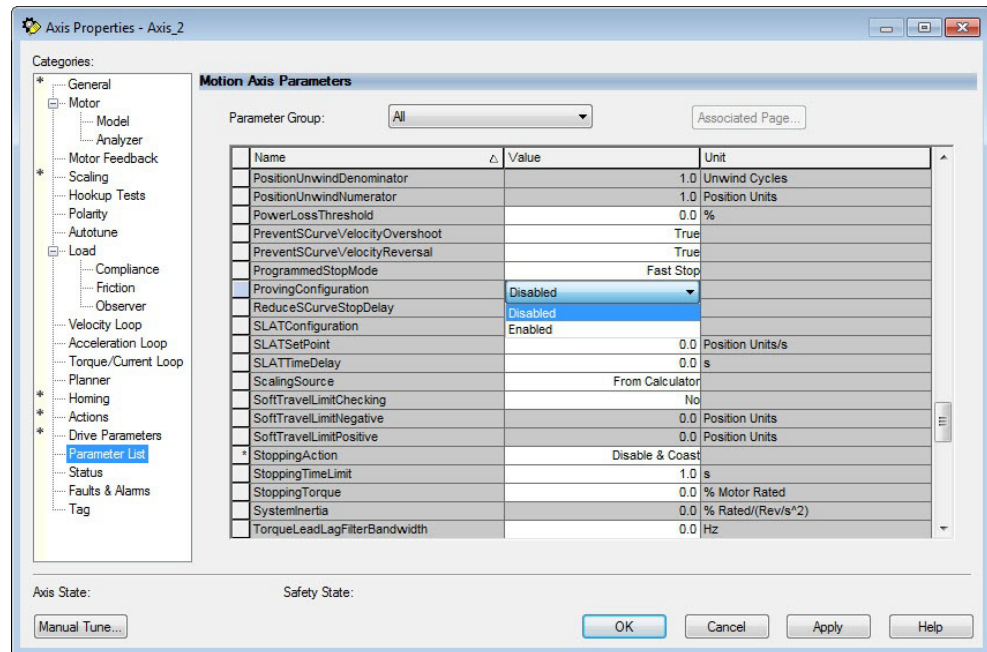 Axis Properties - Axis_2
Categories:
* General
Motor
Model
Analyzer
Motor Feedback
* Scaling
Hookup Tests
Polarity
Autotune
Load
Compliance
Friction
Observer
Velocity Loop
Acceleration Loop
Torque/Current Loop
Planner
* Homing
* Actions
* Drive Parameters
Parameter List
Status
Faults & Alarms
Tag
Motion Axis Parameters
Parameter Group: All Associated Page...
Name Value Unit
PositionUnwindDenominator 1.0 Unwind Cycles
PositionUnwindNumerator 1.0 Position Units
PowerLossThreshold 0.0 %
PreventSCurveVelocityOvershoot True
PreventSCurveVelocityReversal True
ProgrammedStopMode Fast Stop
ProvingConfiguration Disabled
ReduceSCurveStopDelay Disabled
SLATConfiguration Enabled
SLATSetPoint 0.0 Position Units/s
SLATTimeDelay 0.0 s
ScalingSource From Calculator
SoftTravelLimitChecking No
SoftTravelLimitNegative 0.0 Position Units
SoftTravelLimitPositive 0.0 Position Units
* StoppingAction Disable & Coast
StoppingTimeLimit 1.0 s
StoppingTorque 0.0 % Motor Rated
SystemInertia 0.0 % Rated/(Rev/s^2)
TorqueLeadLagFilterBandwidth 0.0 Hz
Axis State: Safety State:
Manual Tune... OK Cancel Apply Help